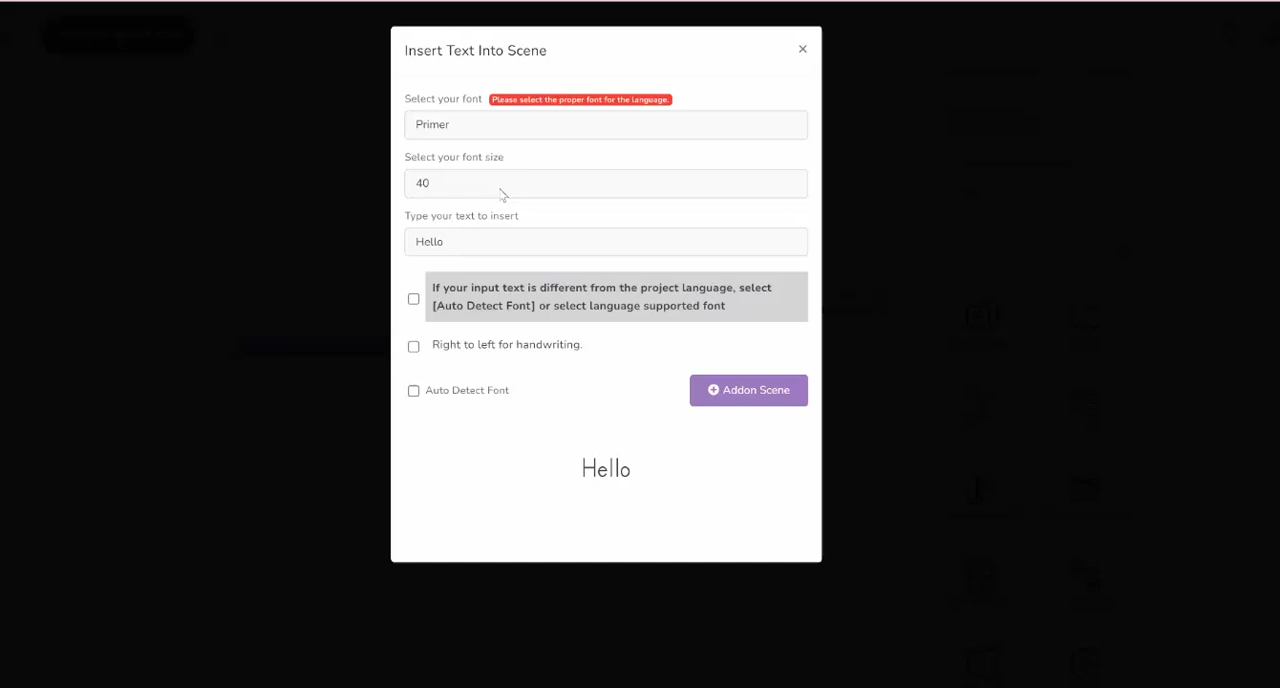 Insert Text Into Scene
×
Select your font Please select the proper font for the language.
Primer
Select your font size
40
Type your text to insert
Hello
If your input text is different from the project language, select
[Auto Detect Font] or select language supported font
Right to left for handwriting.
Auto Detect Font
Addon Scene
Hello